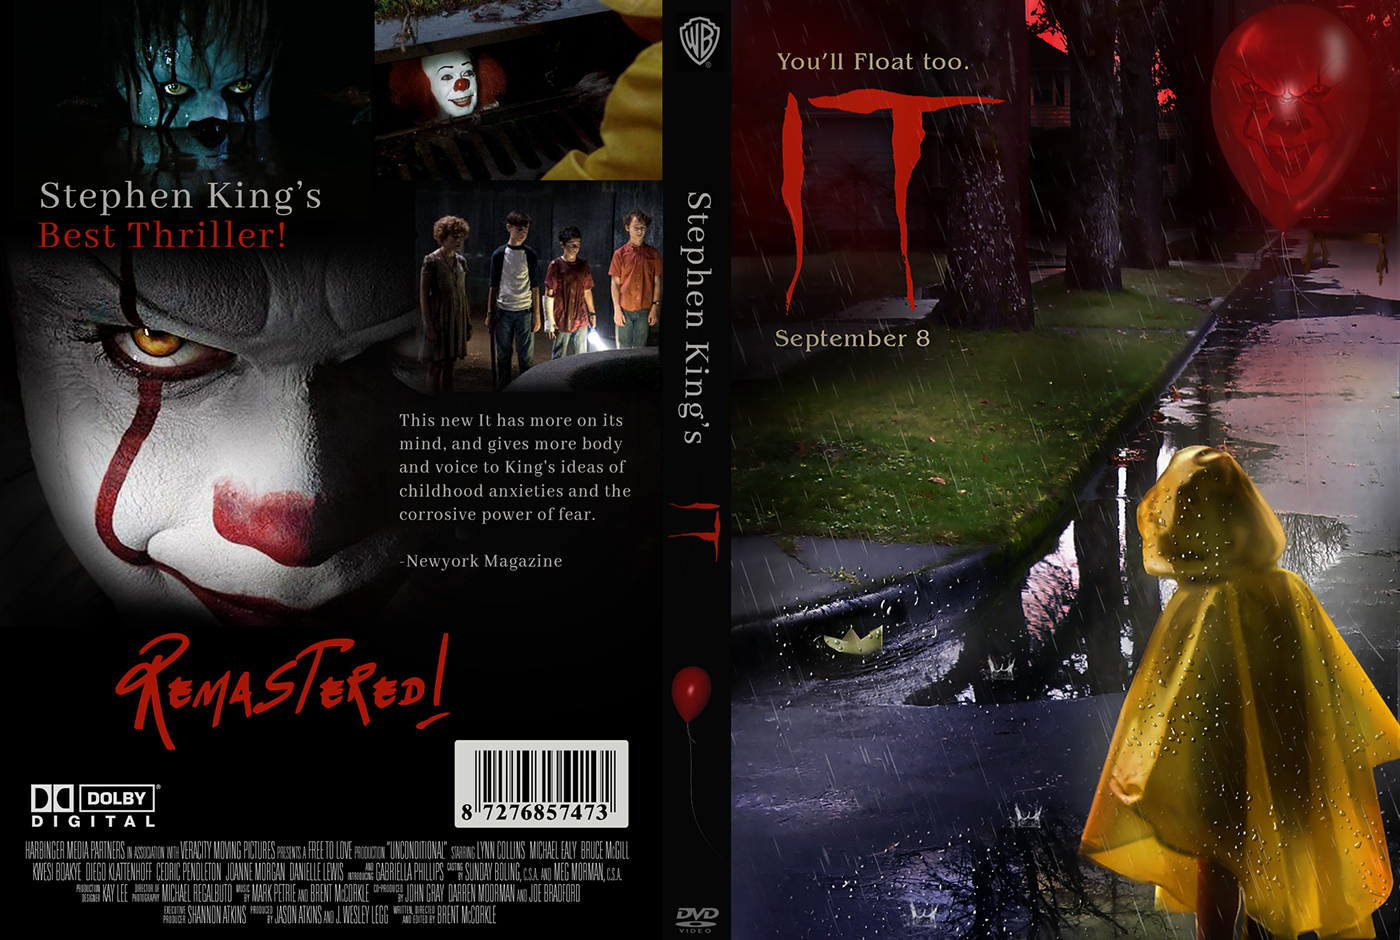 Stephen King's
Best Thriller!
This new It has more on its
mind, and gives more body
and voice to King's ideas of
childhood anxieties and the
corrosive power of fear.
-Newyork Magazine
REMASTERED!
DOLBY
DIGITAL
8 7276857473
HARBINGER MEDIA PARTNERS IN ASSOCIATION WITH VERACITY MOVING PICTURES PRESENTS A FREE TO LOVE PRODUCTION "UNCONDITIONAL" STARRING LYNN COLLINS MICHAEL EALY BRUCE McGILL
KWESI BOAKYE DIEGO KLATTENHOFF CEDRIC PENDLETON JOANNE MORGAN DANIELLE LEWIS AND INTRODUCING GABRIELLA PHILLIPS CASTING BY SUNDAY BOLING, C.S.A. AND MEG MORMAN, C.S.A.
PRODUCTION DESIGNER KAY LEE DIRECTOR OF PHOTOGRAPHY MICHAEL REGALBUTO MUSIC BY MARK PETRIE AND BRENT McCORKLE CO-PRODUCED BY JOHN GRAY DARREN MOORMAN AND JOE BRADFORD
EXECUTIVE PRODUCER SHANNON ATKINS PRODUCED BY JASON ATKINS AND J. WESLEY LEGG WRITTEN, DIRECTED AND EDITED BY BRENT McCORKLE
WB
Stephen King's
IT
DVD
VIDEO
You'll Float too.
IT
September 8